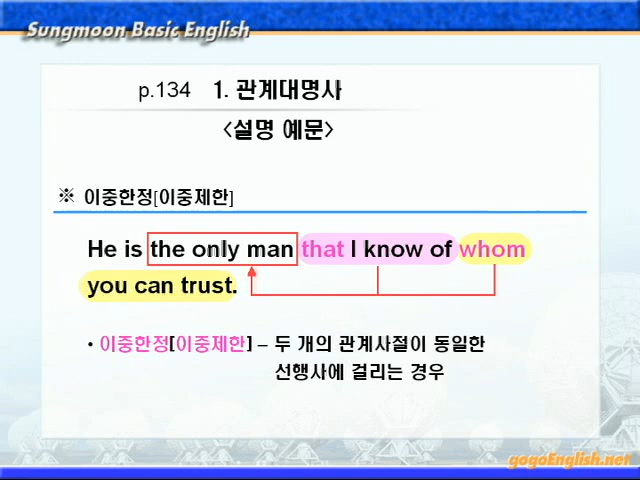 Sungmoon Basic English
p.134 1. 관계대명사
<설명 예문>
※ 이중한정[이중제한]
He is the only man that I know of whom
you can trust.
• 이중한정[이중제한] – 두 개의 관계사절이 동일한
선행사에 걸리는 경우
gogoEnglish.net